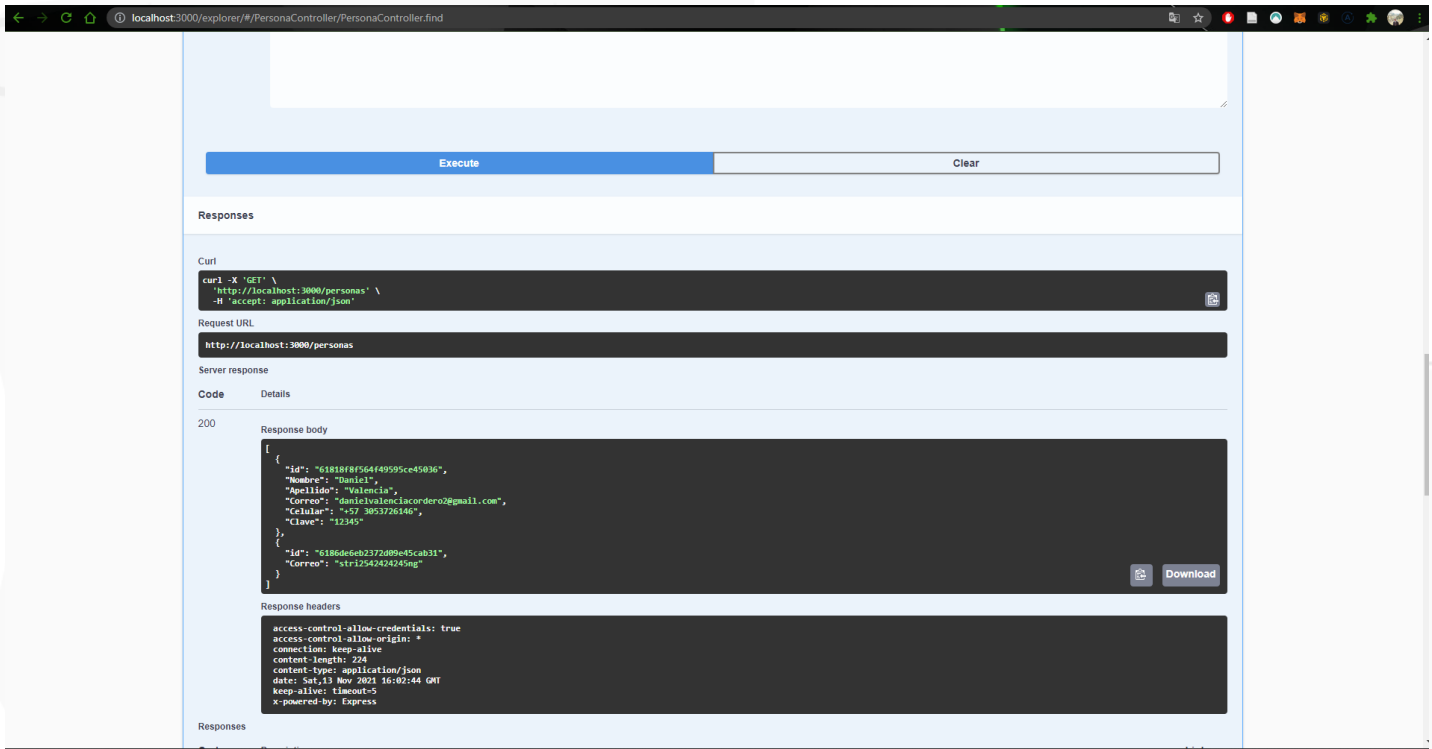 localhost:3000/explorer/#/PersonaController/PersonaController.find
Execute
Clear
Responses
Curl
curl -X 'GET' \
'http://localhost:3000/personas' \
-H 'accept: application/json'
Request URL
http://localhost:3000/personas
Server response
Code Details
200
Response body
[
{
"id": "61818f8f564f49595ce45036",
"Nombre": "Daniel",
"Apellido": "Valencia",
"Correo": "danielvalenciacordero2@gmail.com",
"Celular": "+57 3053726146",
"Clave": "12345"
},
{
"id": "6186de6eb2372d09e45cab31",
"Correo": "stri2542424245ng"
}
]
Download
Response headers
access-control-allow-credentials: true
access-control-allow-origin: *
connection: keep-alive
content-length: 224
content-type: application/json
date: Sat,13 Nov 2021 16:02:44 GMT
keep-alive: timeout=5
x-powered-by: Express
Responses